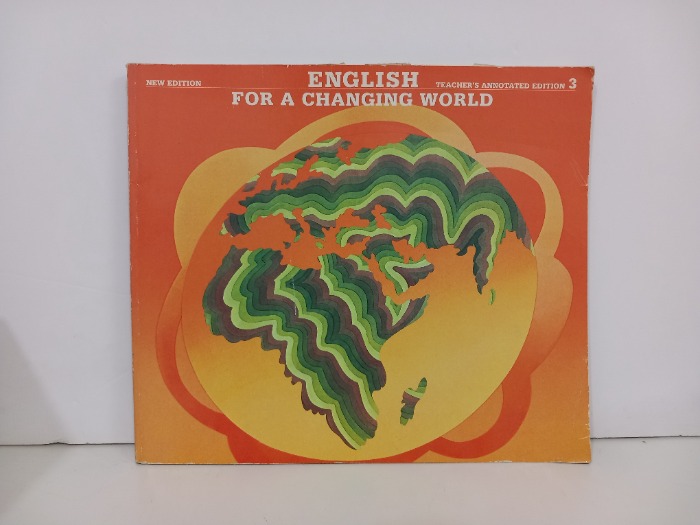 NEW EDITION
ENGLISH
TEACHER'S ANNOTATED EDITION 3
FOR A CHANGING WORLD